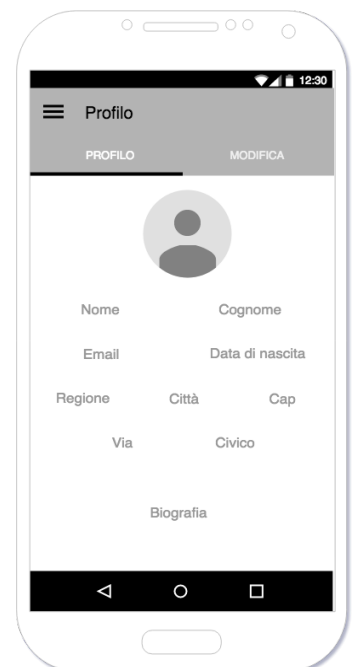 12:30
Profilo
PROFILO MODIFICA
Nome Cognome
Email Data di nascita
Regione Città Cap
Via Civico
Biografia